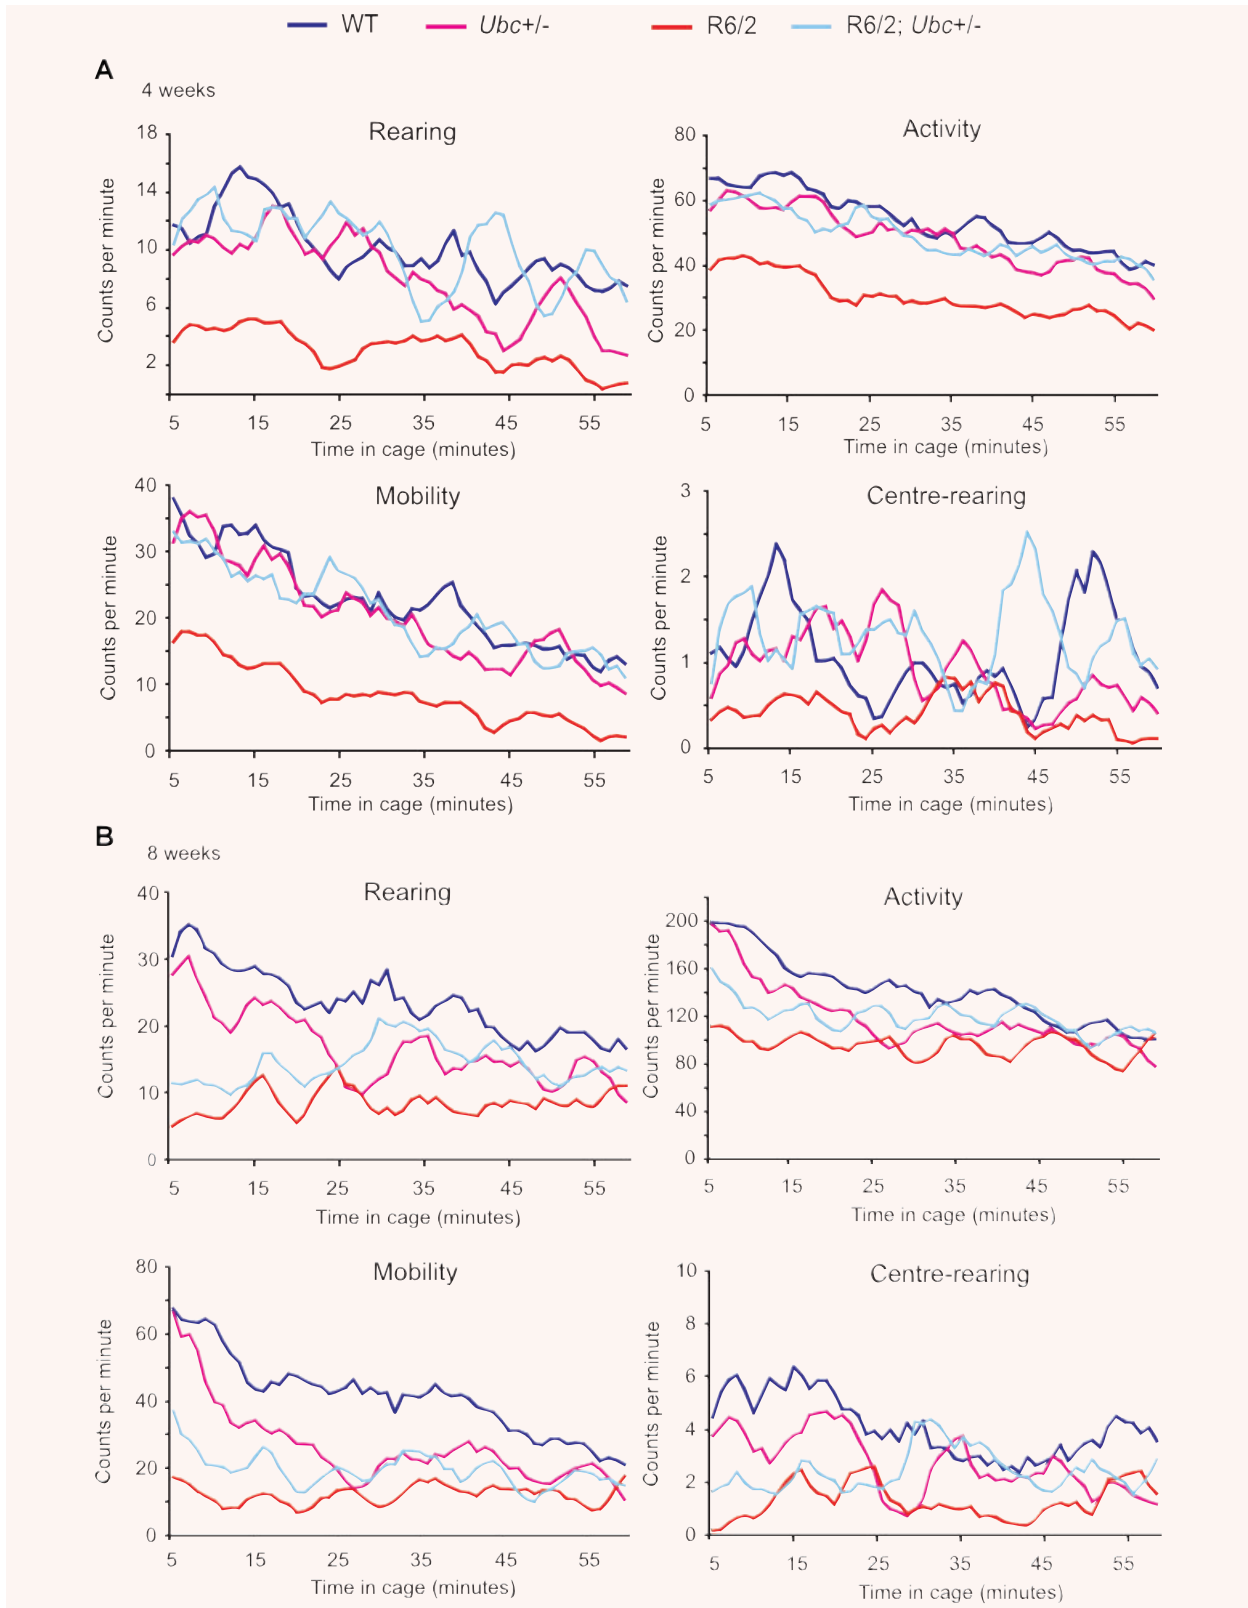 WT Ubc+/- R6/2 R6/2; Ubc+/-
A
4 weeks
Rearing
Counts per minute
18
14
10
6
2
5 15 25 35 45 55
Time in cage (minutes)
Activity
Counts per minute
80
60
40
20
0
5 15 25 35 45 55
Time in cage (minutes)
Mobility
Counts per minute
40
30
20
10
0
5 15 25 35 45 55
Time in cage (minutes)
Centre-rearing
Counts per minute
3
2
1
0
5 15 25 35 45 55
Time in cage (minutes)
B
8 weeks
Rearing
Counts per minute
40
30
20
10
0
5 15 25 35 45 55
Time in cage (minutes)
Activity
Counts per minute
200
160
120
80
40
0
5 15 25 35 45 55
Time in cage (minutes)
Mobility
Counts per minute
80
60
40
20
0
5 15 25 35 45 55
Time in cage (minutes)
Centre-rearing
Counts per minute
10
8
6
4
2
0
5 15 25 35 45 55
Time in cage (minutes)